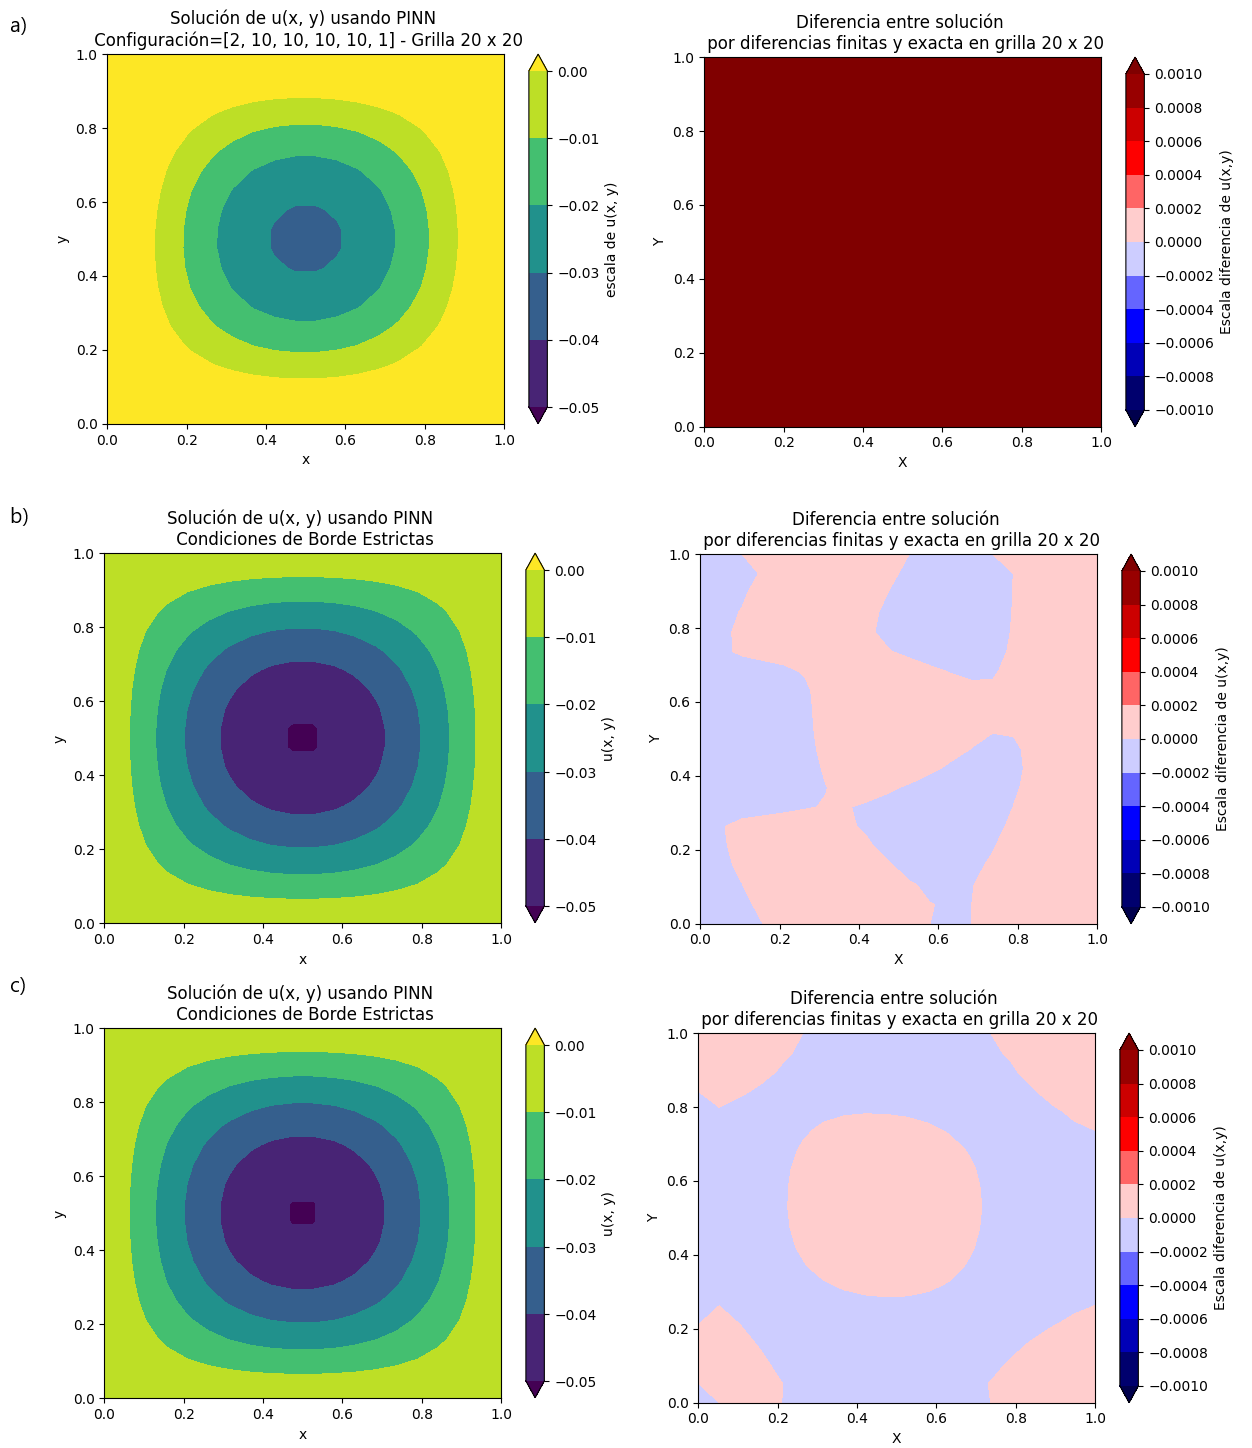 a)
Solución de u(x, y) usando PINN
Configuración=[2, 10, 10, 10, 10, 1] - Grilla 20 x 20
1.0
0.8
0.6
0.4
0.2
0.0
y
0.0 0.2 0.4 0.6 0.8 1.0
x
0.00
−0.01
−0.02
−0.03
−0.04
−0.05
escala de u(x, y)
Diferencia entre solución
por diferencias finitas y exacta en grilla 20 x 20
1.0
0.8
0.6
0.4
0.2
0.0
Y
0.0 0.2 0.4 0.6 0.8 1.0
X
0.0010
0.0008
0.0006
0.0004
0.0002
0.0000
−0.0002
−0.0004
−0.0006
−0.0008
−0.0010
Escala diferencia de u(x,y)
b)
Solución de u(x, y) usando PINN
Condiciones de Borde Estrictas
1.0
0.8
0.6
0.4
0.2
0.0
y
0.0 0.2 0.4 0.6 0.8 1.0
x
0.00
−0.01
−0.02
−0.03
−0.04
−0.05
u(x, y)
Diferencia entre solución
por diferencias finitas y exacta en grilla 20 x 20
1.0
0.8
0.6
0.4
0.2
0.0
Y
0.0 0.2 0.4 0.6 0.8 1.0
X
0.0010
0.0008
0.0006
0.0004
0.0002
0.0000
−0.0002
−0.0004
−0.0006
−0.0008
−0.0010
Escala diferencia de u(x,y)
c)
Solución de u(x, y) usando PINN
Condiciones de Borde Estrictas
1.0
0.8
0.6
0.4
0.2
0.0
y
0.0 0.2 0.4 0.6 0.8 1.0
x
0.00
−0.01
−0.02
−0.03
−0.04
−0.05
u(x, y)
Diferencia entre solución
por diferencias finitas y exacta en grilla 20 x 20
1.0
0.8
0.6
0.4
0.2
0.0
Y
0.0 0.2 0.4 0.6 0.8 1.0
X
0.0010
0.0008
0.0006
0.0004
0.0002
0.0000
−0.0002
−0.0004
−0.0006
−0.0008
−0.0010
Escala diferencia de u(x,y)